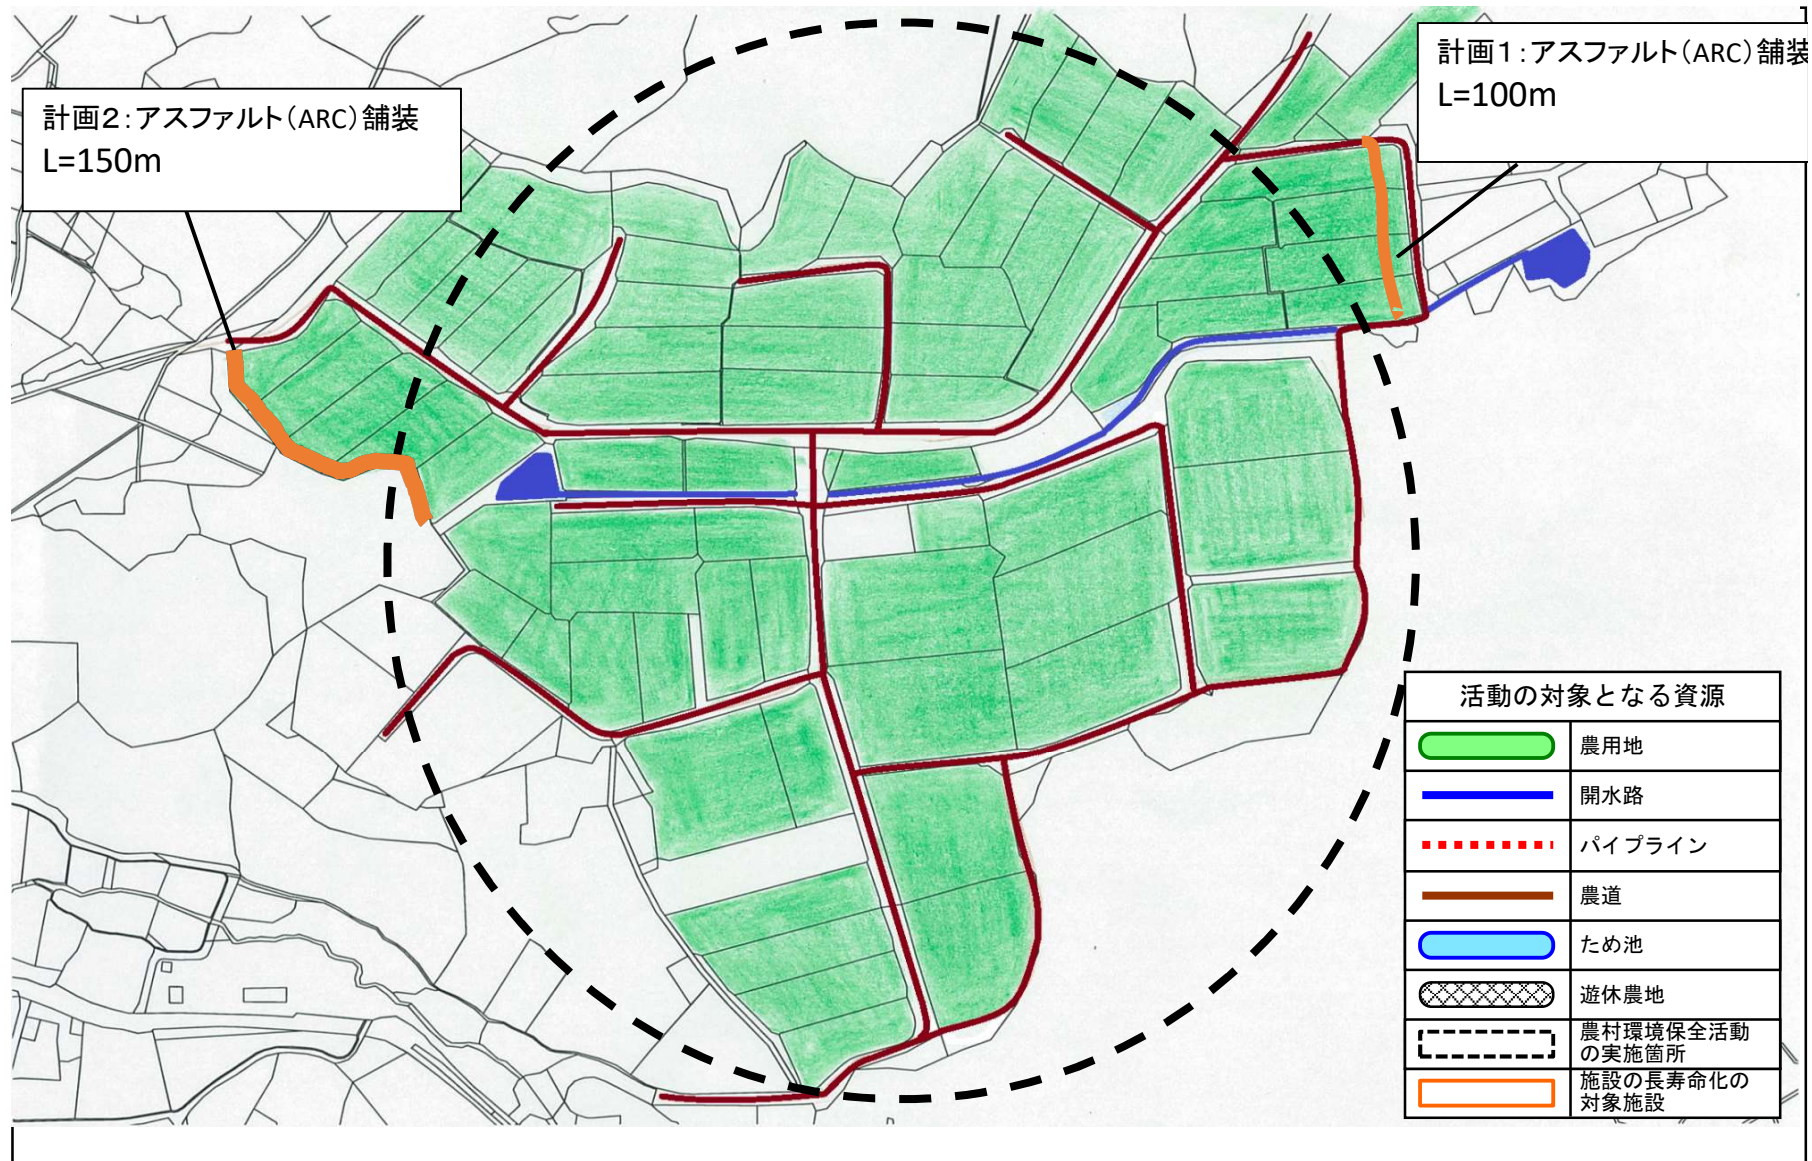 計画1:アスファルト(ARC)舗装
L=100m
計画2:アスファルト(ARC)舗装
L=150m
活動の対象となる資源
農用地
開水路
パイプライン
農道
ため池
遊休農地
農村環境保全活動
の実施箇所
施設の長寿命化の
対象施設